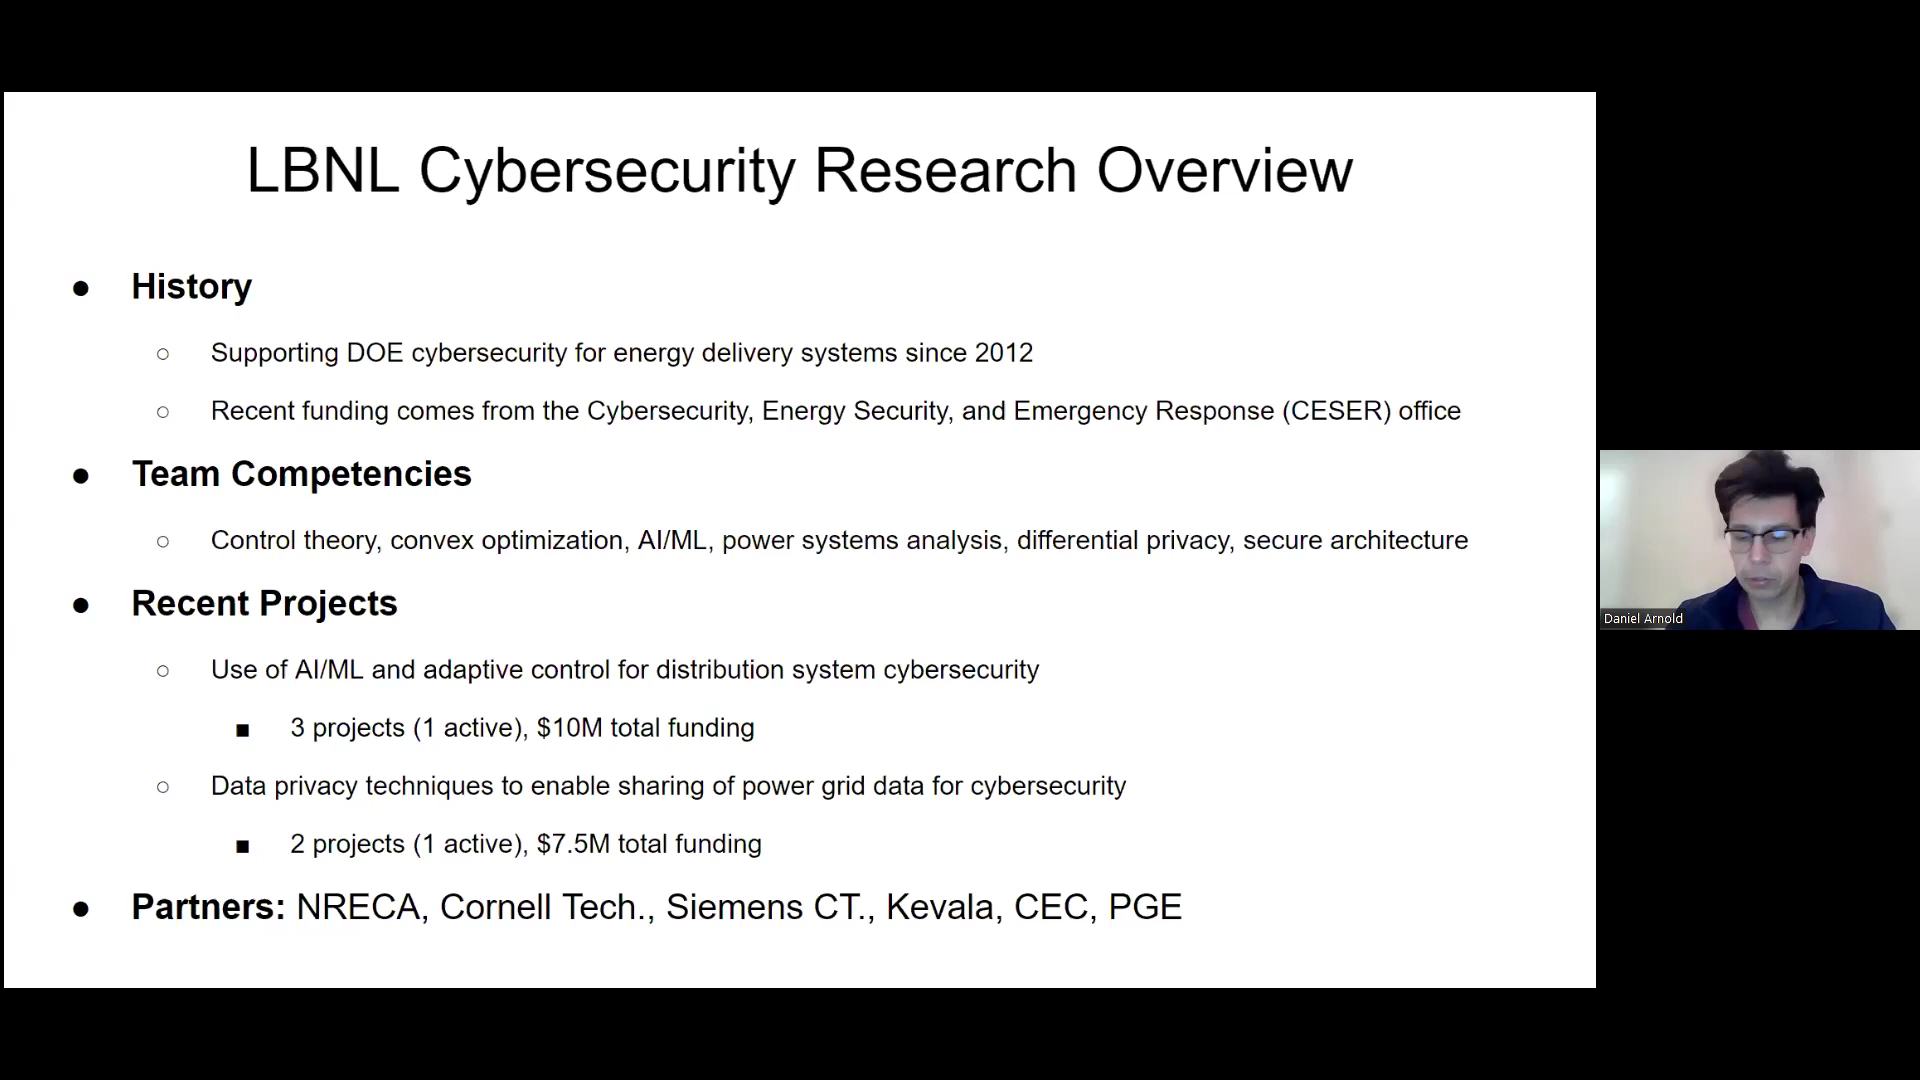 LBNL Cybersecurity Research Overview
● History
○ Supporting DOE cybersecurity for energy delivery systems since 2012
○ Recent funding comes from the Cybersecurity, Energy Security, and Emergency Response (CESER) office
● Team Competencies
○ Control theory, convex optimization, AI/ML, power systems analysis, differential privacy, secure architecture
● Recent Projects
○ Use of AI/ML and adaptive control for distribution system cybersecurity
■ 3 projects (1 active), $10M total funding
○ Data privacy techniques to enable sharing of power grid data for cybersecurity
■ 2 projects (1 active), $7.5M total funding
● Partners: NRECA, Cornell Tech., Siemens CT., Kevala, CEC, PGE
Daniel Arnold